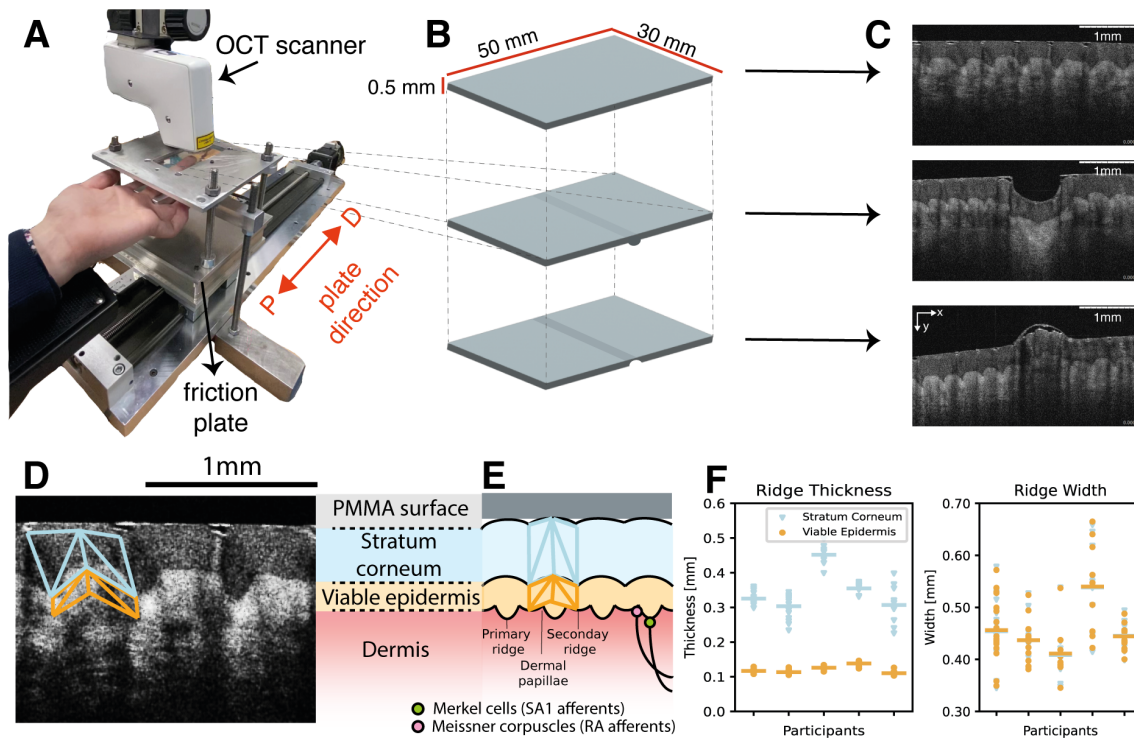 A
OCT scanner
P
D
plate
direction
friction
plate
B
50 mm
30 mm
0.5 mm
C
1mm
1mm
1mm
x
y
D
1mm
PMMA surface
Stratum
corneum
Viable epidermis
Dermis
E
Primary
ridge
Seconday
ridge
Dermal
papillae
Merkel cells (SA1 afferents)
Meissner corpuscles (RA afferents)
F
Ridge Thickness
Stratum Corneum
Viable Epidermis
Thickness [mm]
0.6
0.5
0.4
0.3
0.2
0.1
0.0
Participants
Ridge Width
Width [mm]
0.70
0.60
0.50
0.40
0.30
Participants